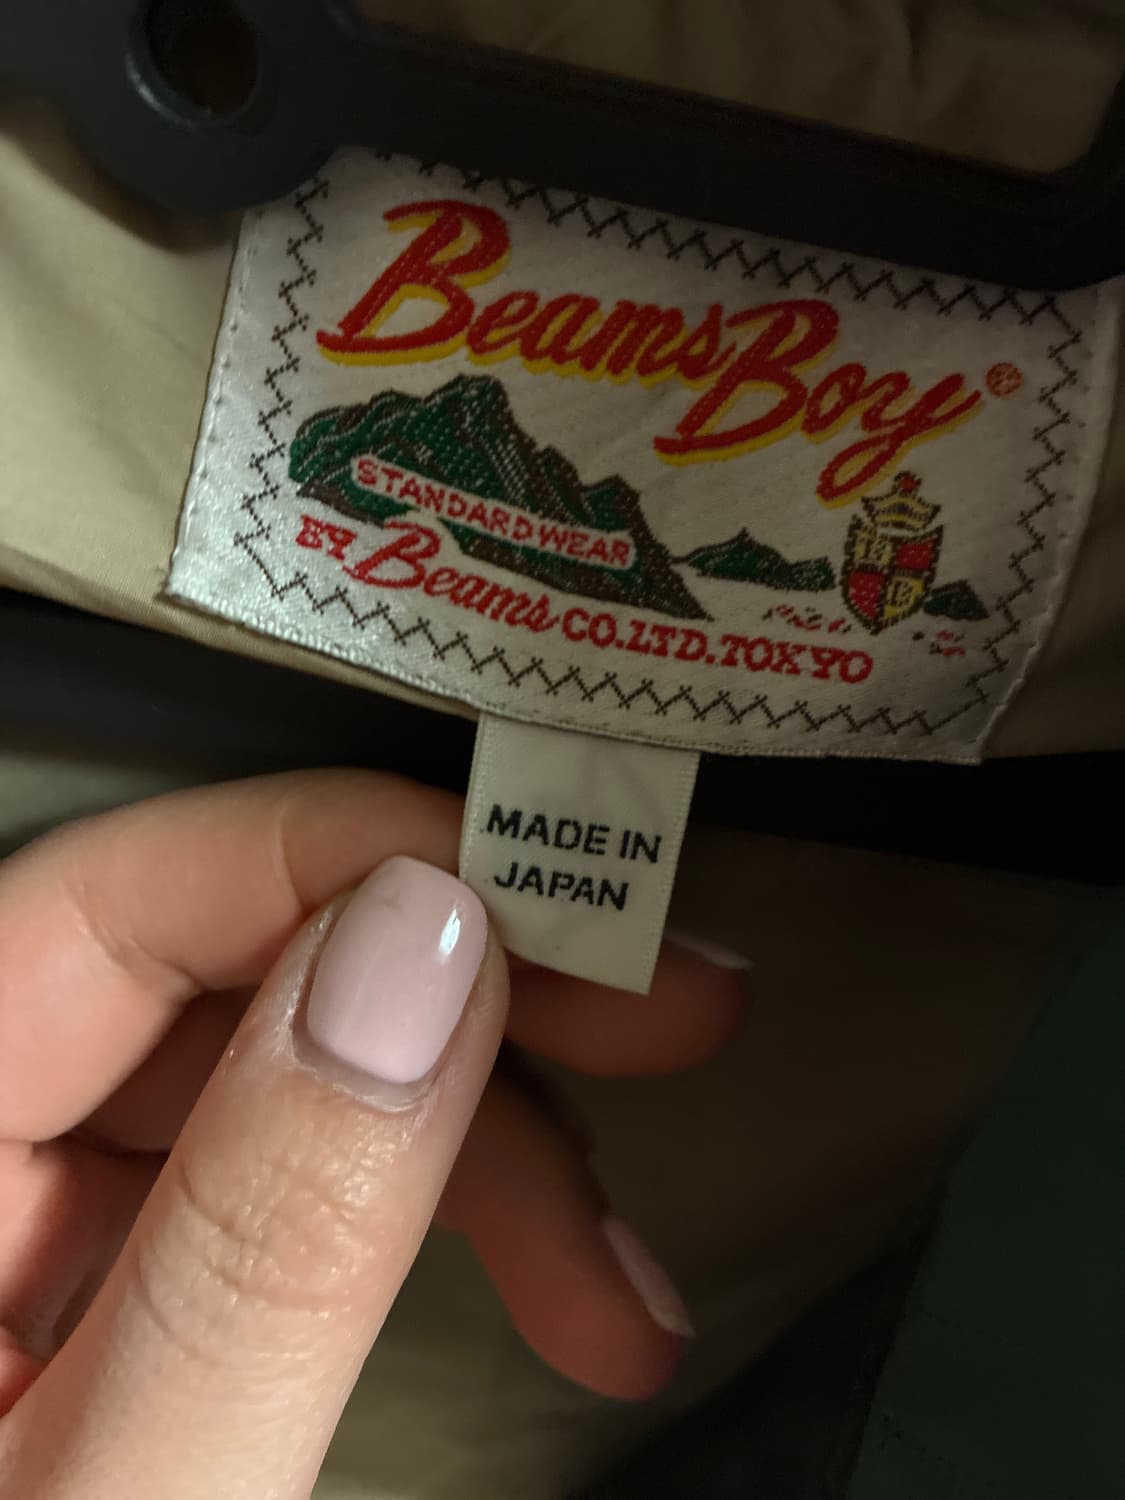 Beams Boy®
STANDARD WEAR
BY Beams CO.LTD.TOKYO
MADE IN
JAPAN